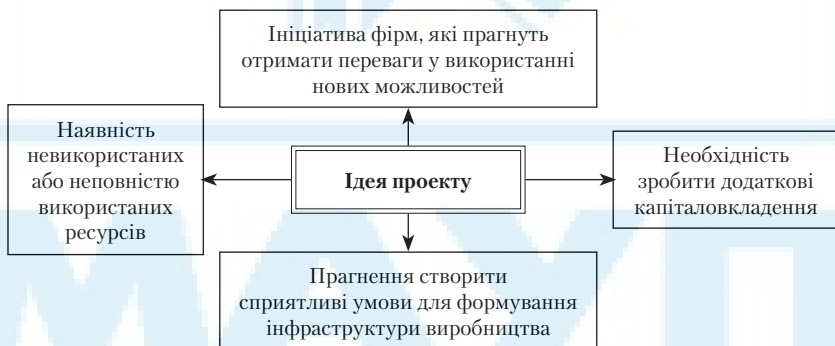 Ініціатива фірм, які прагнуть
отримати переваги у використанні
нових можливостей
Наявність
невикористаних
або неповністю
використаних
ресурсів
Ідея проекту
Необхідність
зробити додаткові
капіталовкладення
Прагнення створити
сприятливі умови для формування
інфраструктури виробництва
МАУП